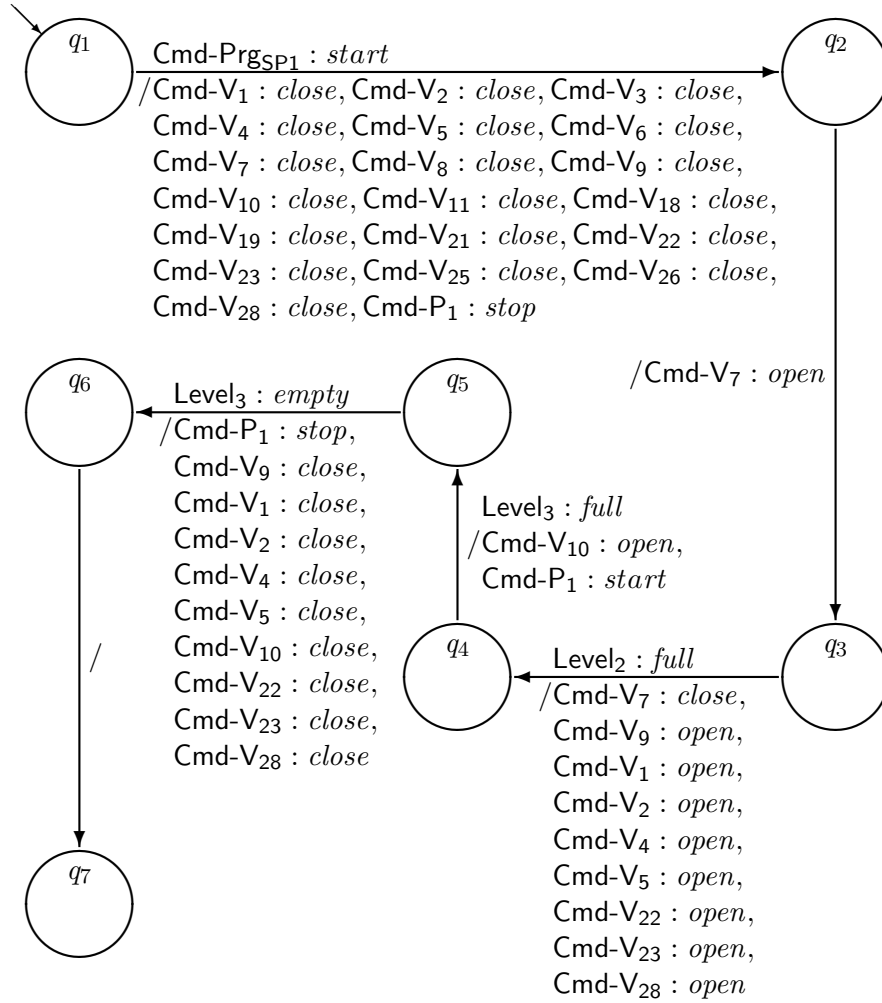 q1
q2
Cmd-PrgSP1 : start
/Cmd-V1 : close, Cmd-V2 : close, Cmd-V3 : close,
Cmd-V4 : close, Cmd-V5 : close, Cmd-V6 : close,
Cmd-V7 : close, Cmd-V8 : close, Cmd-V9 : close,
Cmd-V10 : close, Cmd-V11 : close, Cmd-V18 : close,
Cmd-V19 : close, Cmd-V21 : close, Cmd-V22 : close,
Cmd-V23 : close, Cmd-V25 : close, Cmd-V26 : close,
Cmd-V28 : close, Cmd-P1 : stop
/Cmd-V7 : open
q6
q5
Level3 : empty
/Cmd-P1 : stop,
Cmd-V9 : close,
Cmd-V1 : close,
Cmd-V2 : close,
Cmd-V4 : close,
Cmd-V5 : close,
Cmd-V10 : close,
Cmd-V22 : close,
Cmd-V23 : close,
Cmd-V28 : close
Level3 : full
/Cmd-V10 : open,
Cmd-P1 : start
/
q4
q3
Level2 : full
/Cmd-V7 : close,
Cmd-V9 : open,
Cmd-V1 : open,
Cmd-V2 : open,
Cmd-V4 : open,
Cmd-V5 : open,
Cmd-V22 : open,
Cmd-V23 : open,
Cmd-V28 : open
q7